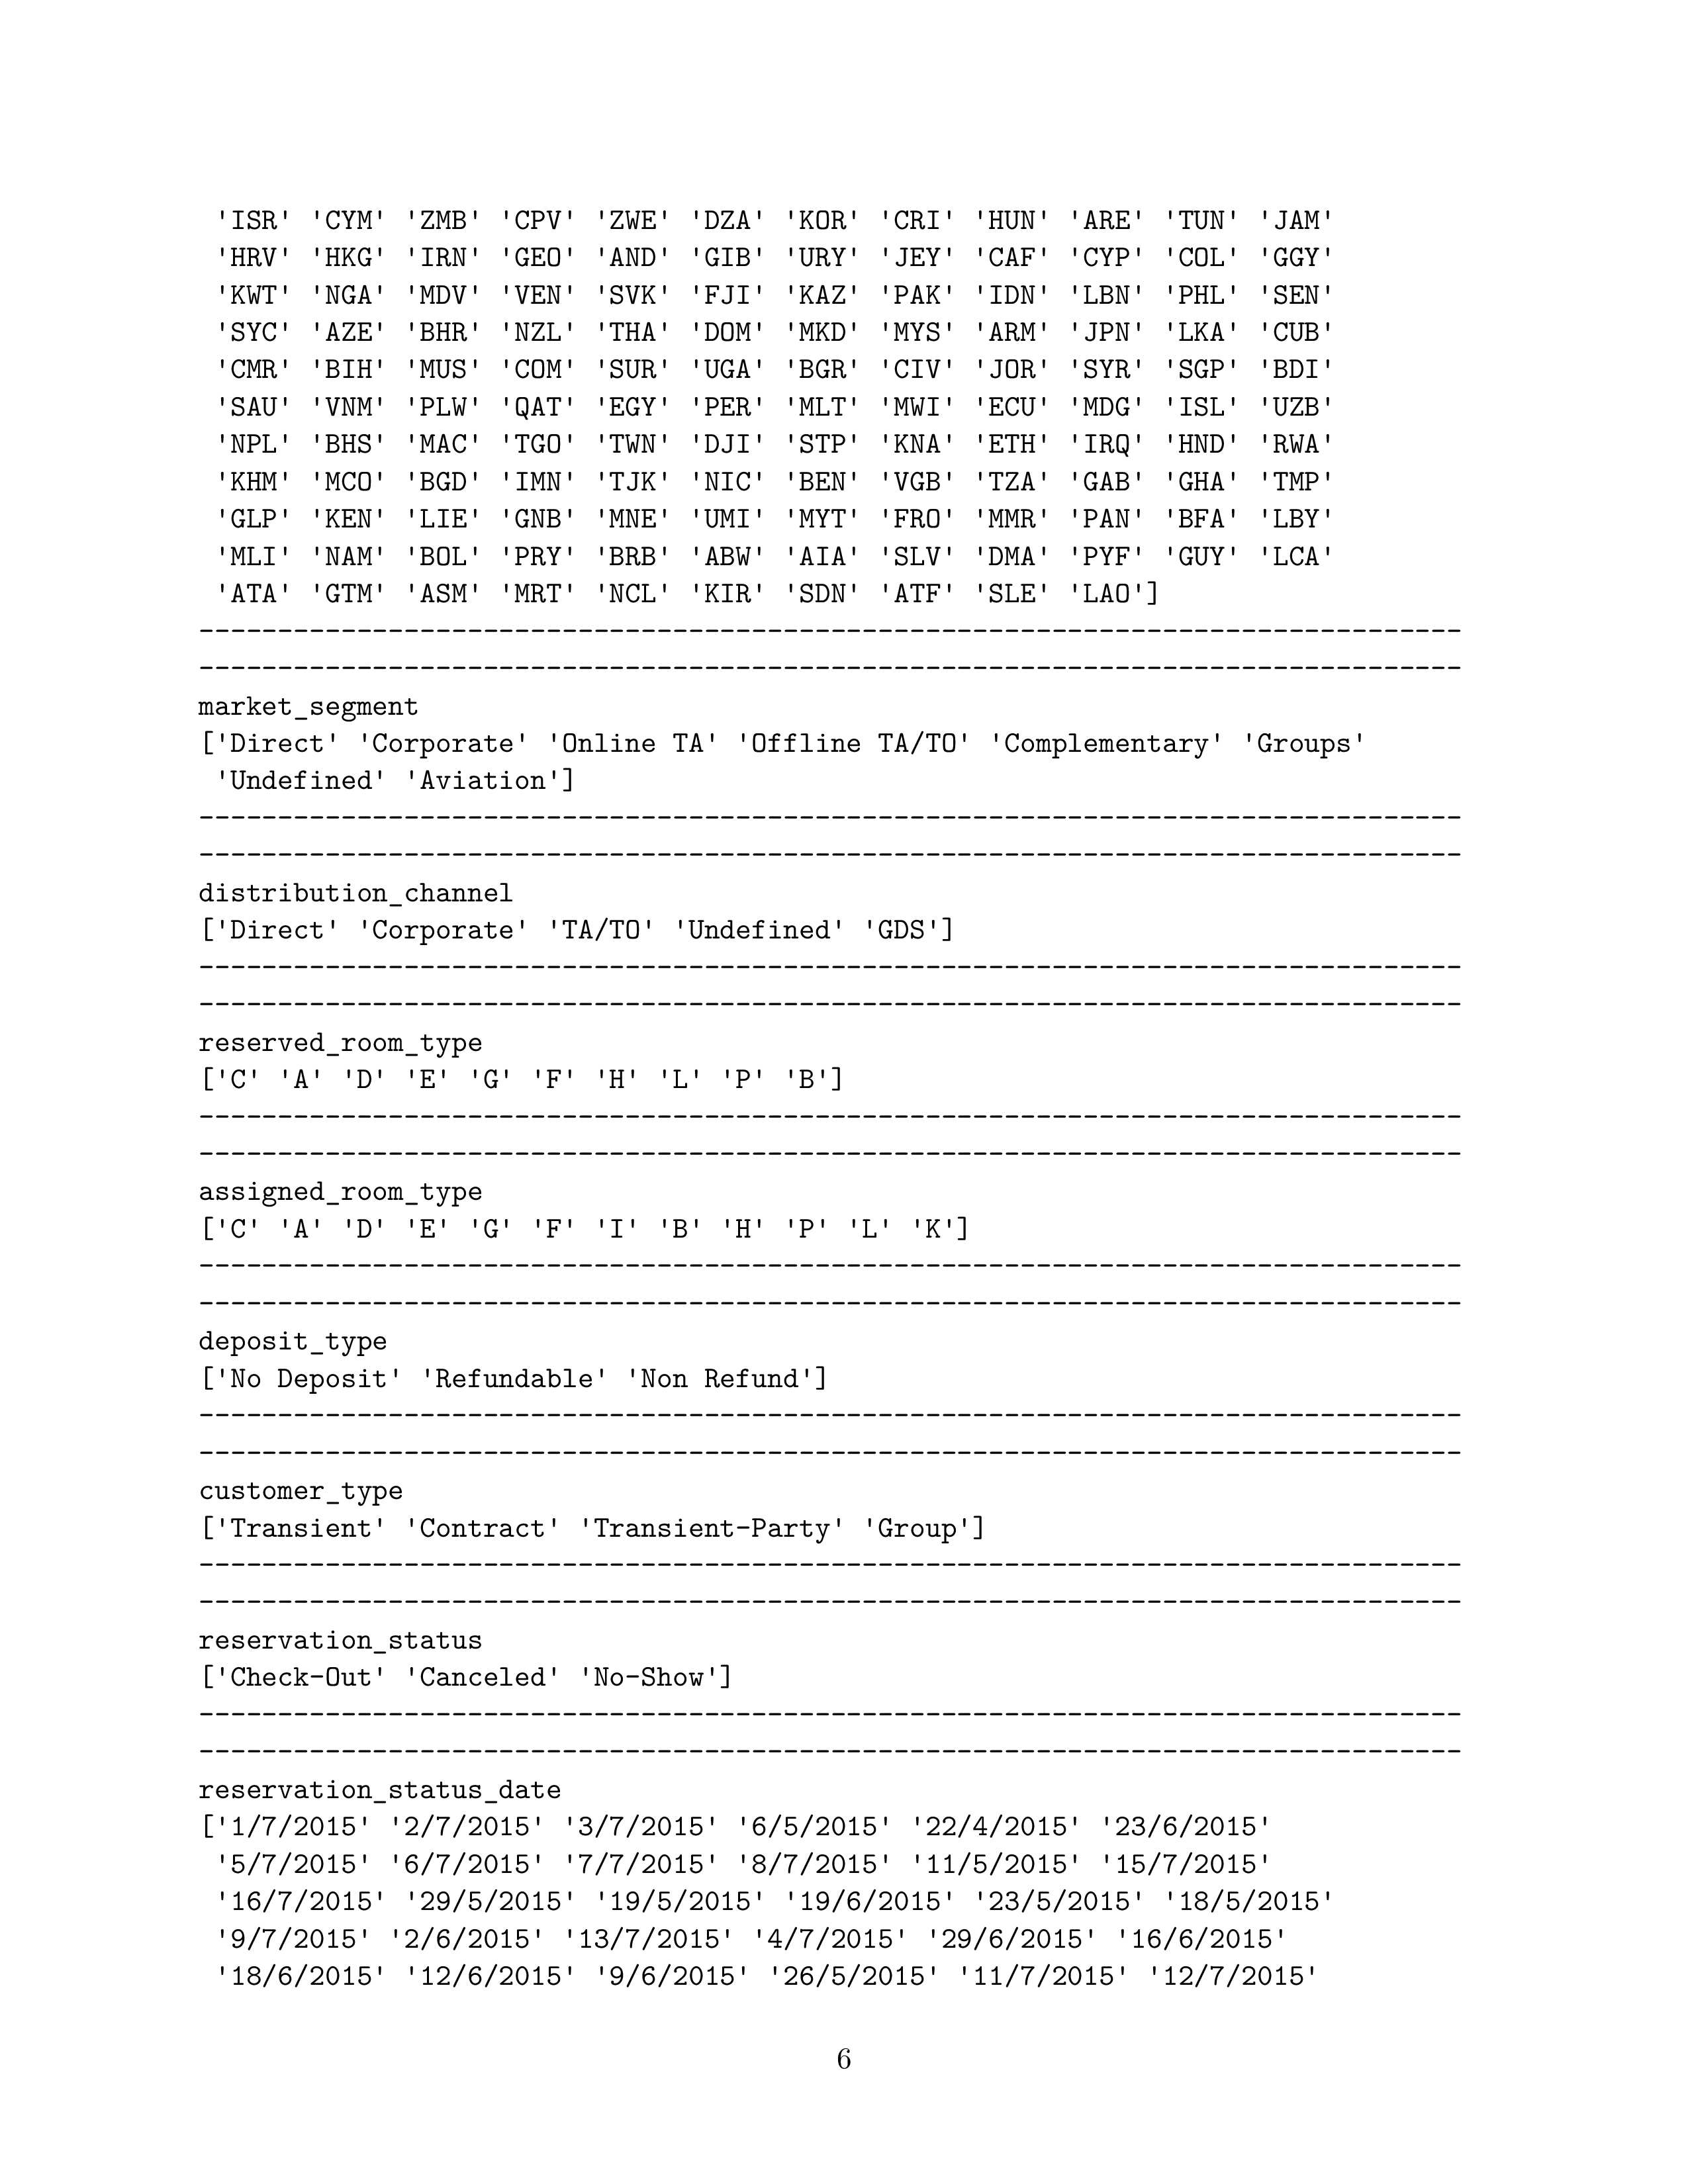 'ISR' 'CYM' 'ZMB' 'CPV' 'ZWE' 'DZA' 'KOR' 'CRI' 'HUN' 'ARE' 'TUN' 'JAM'
'HRV' 'HKG' 'IRN' 'GEO' 'AND' 'GIB' 'URY' 'JEY' 'CAF' 'CYP' 'COL' 'GGY'
'KWT' 'NGA' 'MDV' 'VEN' 'SVK' 'FJI' 'KAZ' 'PAK' 'IDN' 'LBN' 'PHL' 'SEN'
'SYC' 'AZE' 'BHR' 'NZL' 'THA' 'DOM' 'MKD' 'MYS' 'ARM' 'JPN' 'LKA' 'CUB'
'CMR' 'BIH' 'MUS' 'COM' 'SUR' 'UGA' 'BGR' 'CIV' 'JOR' 'SYR' 'SGP' 'BDI'
'SAU' 'VNM' 'PLW' 'QAT' 'EGY' 'PER' 'MLT' 'MWI' 'ECU' 'MDG' 'ISL' 'UZB'
'NPL' 'BHS' 'MAC' 'TGO' 'TWN' 'DJI' 'STP' 'KNA' 'ETH' 'IRQ' 'HND' 'RWA'
'KHM' 'MCO' 'BGD' 'IMN' 'TJK' 'NIC' 'BEN' 'VGB' 'TZA' 'GAB' 'GHA' 'TMP'
'GLP' 'KEN' 'LIE' 'GNB' 'MNE' 'UMI' 'MYT' 'FRO' 'MMR' 'PAN' 'BFA' 'LBY'
'MLI' 'NAM' 'BOL' 'PRY' 'BRB' 'ABW' 'AIA' 'SLV' 'DMA' 'PYF' 'GUY' 'LCA'
'ATA' 'GTM' 'ASM' 'MRT' 'NCL' 'KIR' 'SDN' 'ATF' 'SLE' 'LAO']
--------------------------------------------------------------------------------
--------------------------------------------------------------------------------
market_segment
['Direct' 'Corporate' 'Online TA' 'Offline TA/TO' 'Complementary' 'Groups'
'Undefined' 'Aviation']
--------------------------------------------------------------------------------
--------------------------------------------------------------------------------
distribution_channel
['Direct' 'Corporate' 'TA/TO' 'Undefined' 'GDS']
--------------------------------------------------------------------------------
--------------------------------------------------------------------------------
reserved_room_type
['C' 'A' 'D' 'E' 'G' 'F' 'H' 'L' 'P' 'B']
--------------------------------------------------------------------------------
--------------------------------------------------------------------------------
assigned_room_type
['C' 'A' 'D' 'E' 'G' 'F' 'I' 'B' 'H' 'P' 'L' 'K']
--------------------------------------------------------------------------------
--------------------------------------------------------------------------------
deposit_type
['No Deposit' 'Refundable' 'Non Refund']
--------------------------------------------------------------------------------
--------------------------------------------------------------------------------
customer_type
['Transient' 'Contract' 'Transient-Party' 'Group']
--------------------------------------------------------------------------------
--------------------------------------------------------------------------------
reservation_status
['Check-Out' 'Canceled' 'No-Show']
--------------------------------------------------------------------------------
--------------------------------------------------------------------------------
reservation_status_date
['1/7/2015' '2/7/2015' '3/7/2015' '6/5/2015' '22/4/2015' '23/6/2015'
'5/7/2015' '6/7/2015' '7/7/2015' '8/7/2015' '11/5/2015' '15/7/2015'
'16/7/2015' '29/5/2015' '19/5/2015' '19/6/2015' '23/5/2015' '18/5/2015'
'9/7/2015' '2/6/2015' '13/7/2015' '4/7/2015' '29/6/2015' '16/6/2015'
'18/6/2015' '12/6/2015' '9/6/2015' '26/5/2015' '11/7/2015' '12/7/2015'
6